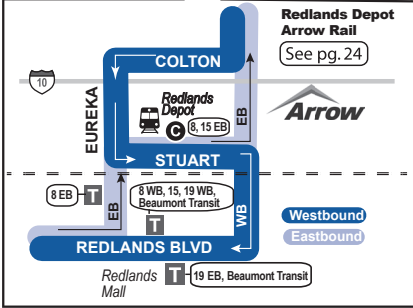 Redlands Depot
Arrow Rail
See pg. 24
COLTON
10
EUREKA
Redlands
Depot
C
8, 15 EB
EB
Arrow
STUART
8 EB
T
EB
8 WB, 15, 19 WB,
Beaumont Transit
T
WB
Westbound
Eastbound
REDLANDS BLVD
Redlands
Mall
T
19 EB, Beaumont Transit